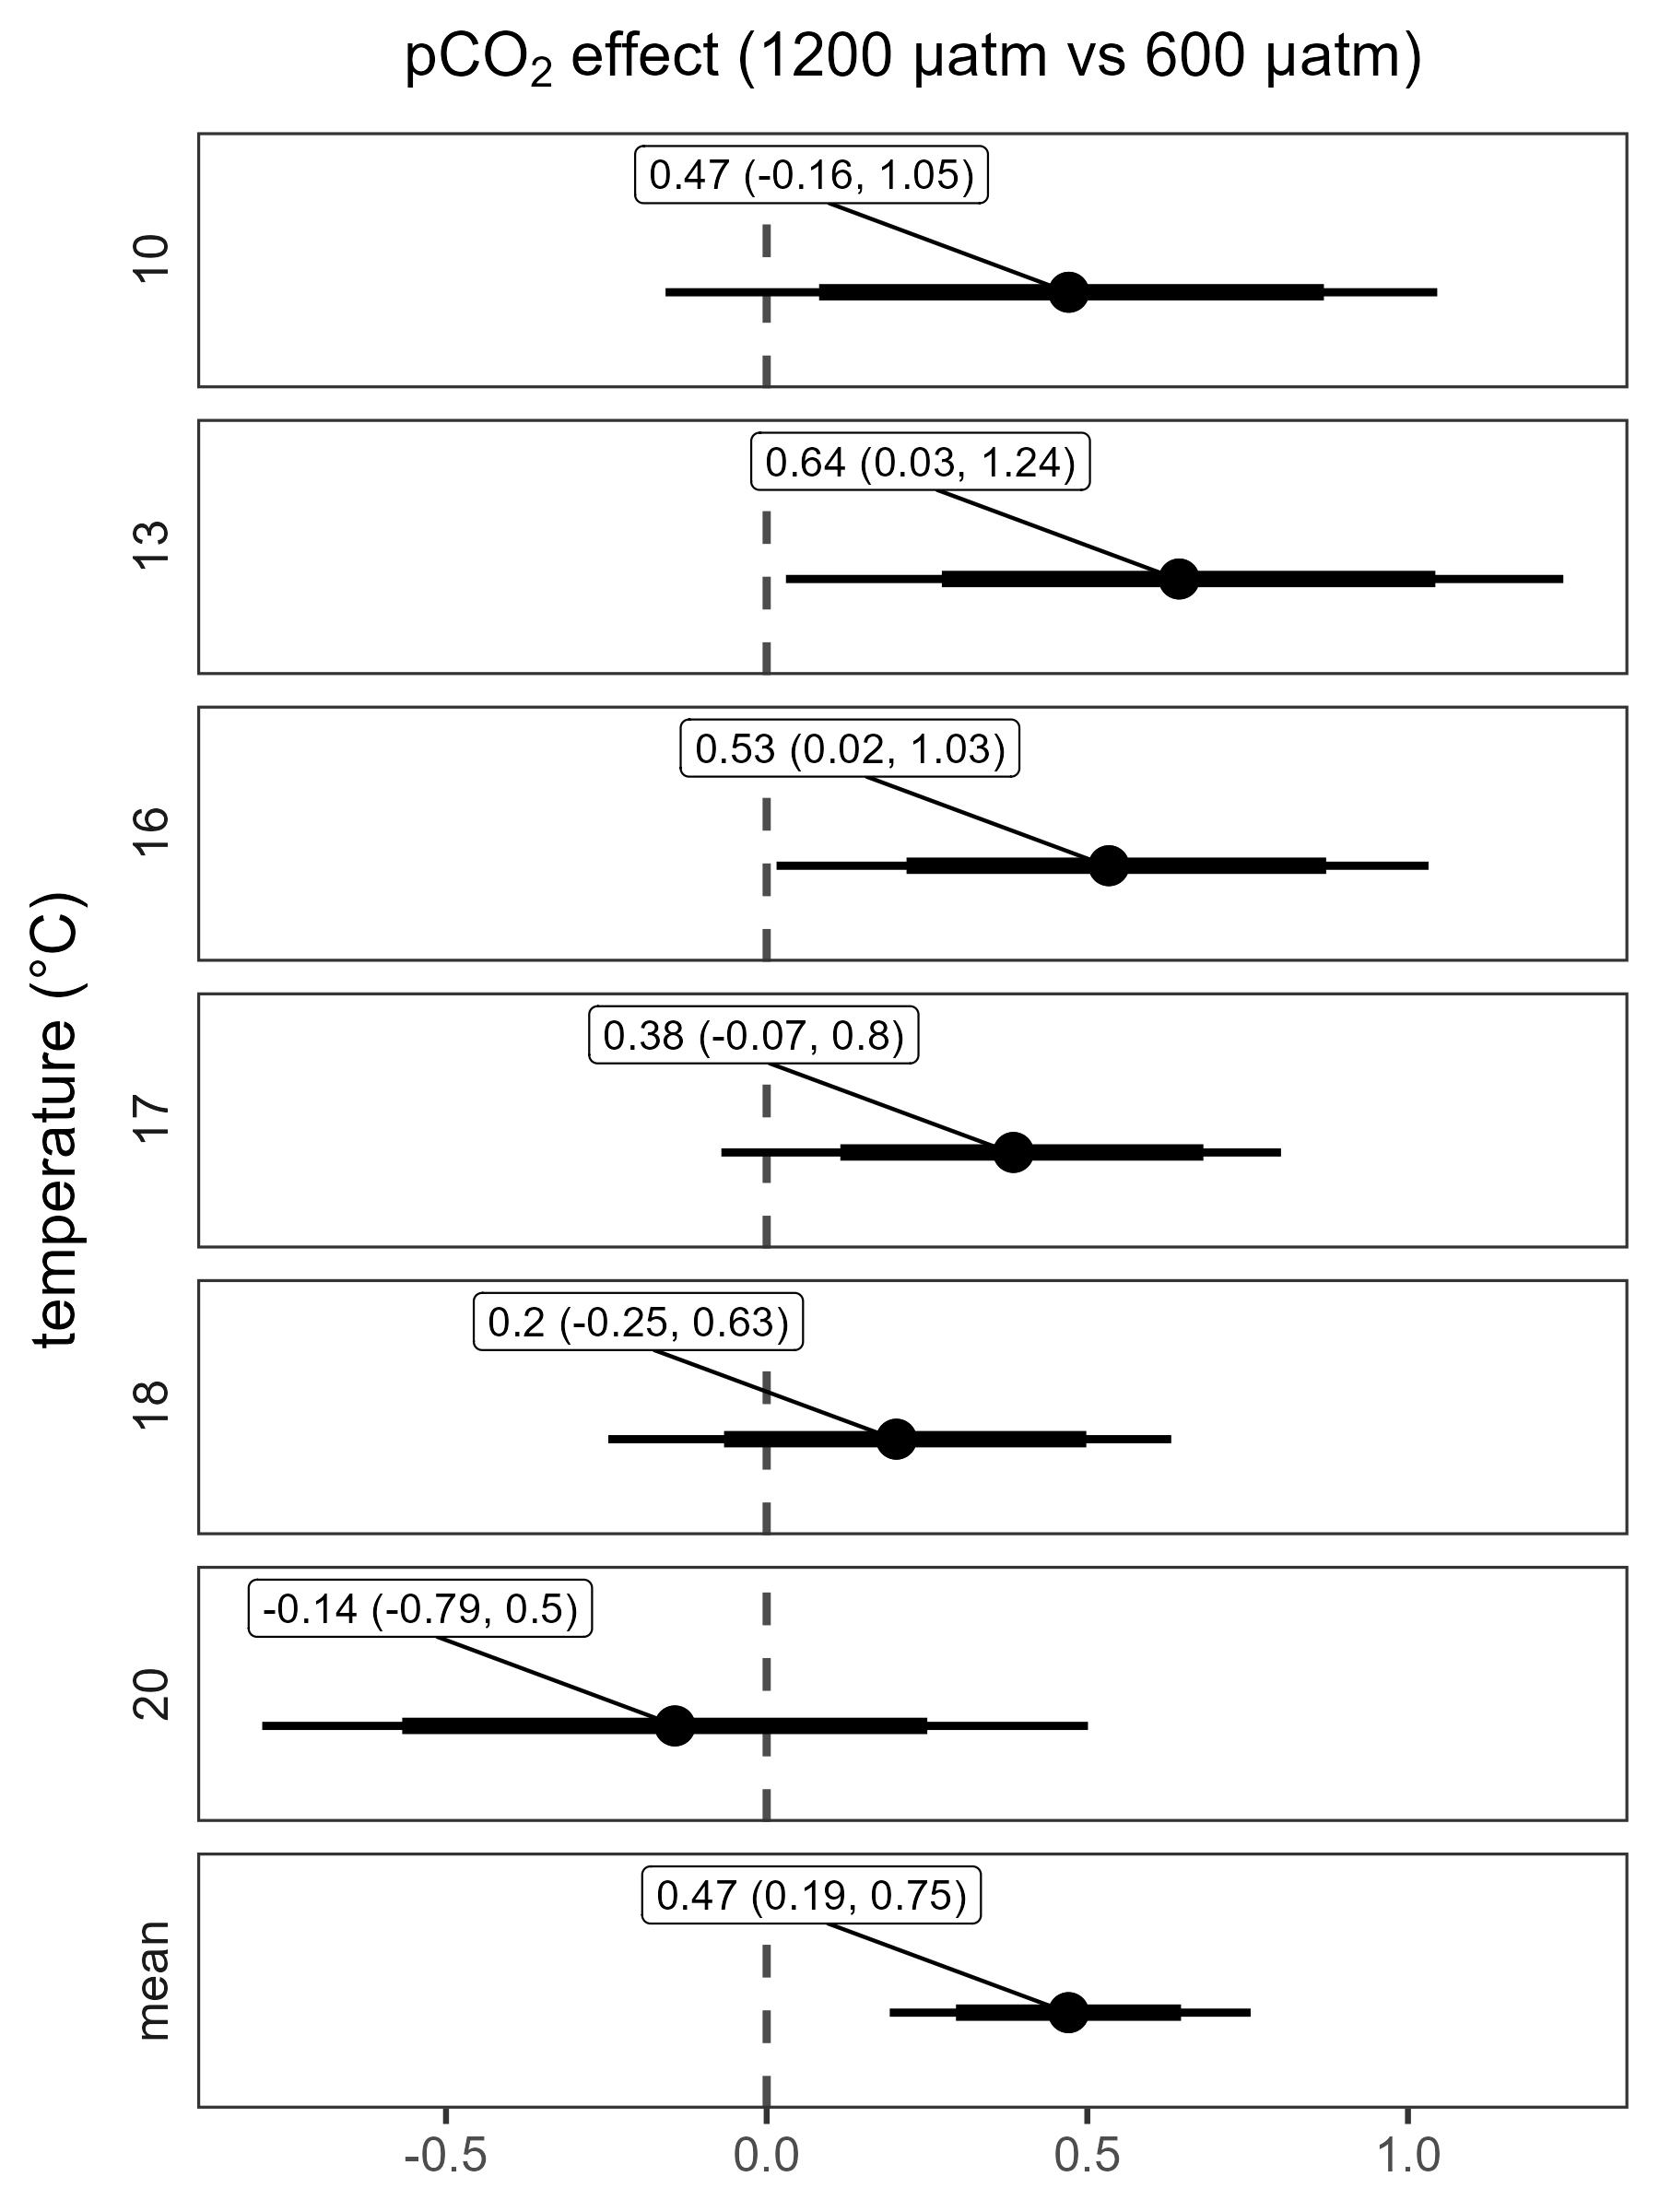 pCO₂ effect (1200 µatm vs 600 µatm)
temperature (°C)
10
0.47 (-0.16, 1.05)
13
0.64 (0.03, 1.24)
16
0.53 (0.02, 1.03)
17
0.38 (-0.07, 0.8)
18
0.2 (-0.25, 0.63)
20
-0.14 (-0.79, 0.5)
mean
0.47 (0.19, 0.75)
-0.5 0.0 0.5 1.0